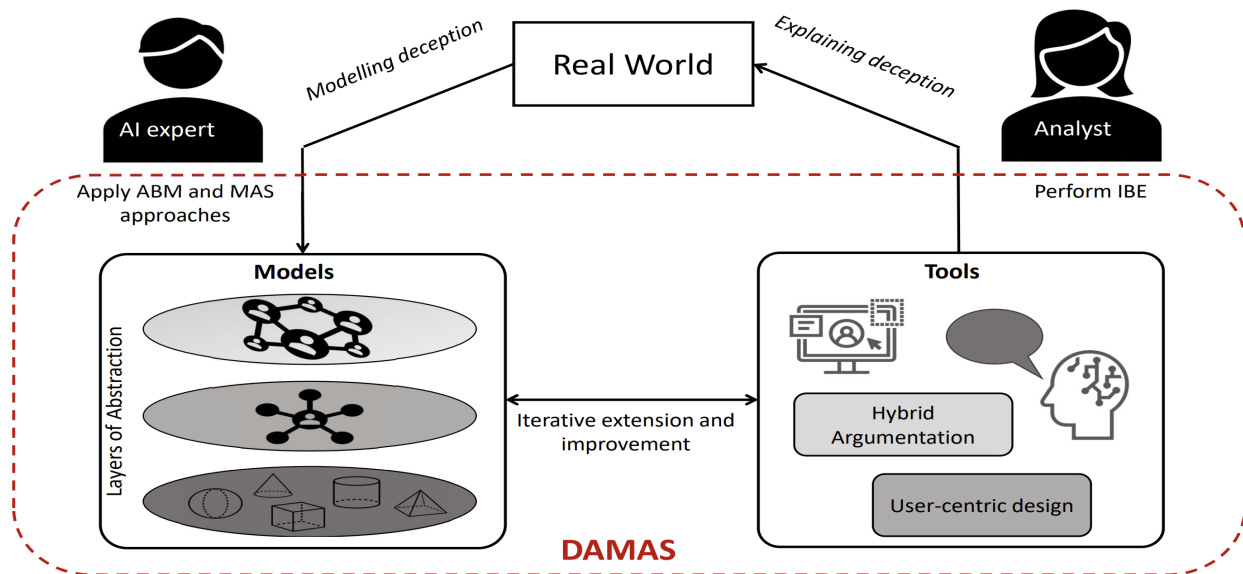 Modelling deception
Real World
Explaining deception
AI expert
Analyst
Apply ABM and MAS
approaches
Perform IBE
Models
Layers of Abstraction
Iterative extension and
improvement
Tools
Hybrid
Argumentation
User-centric design
DAMAS